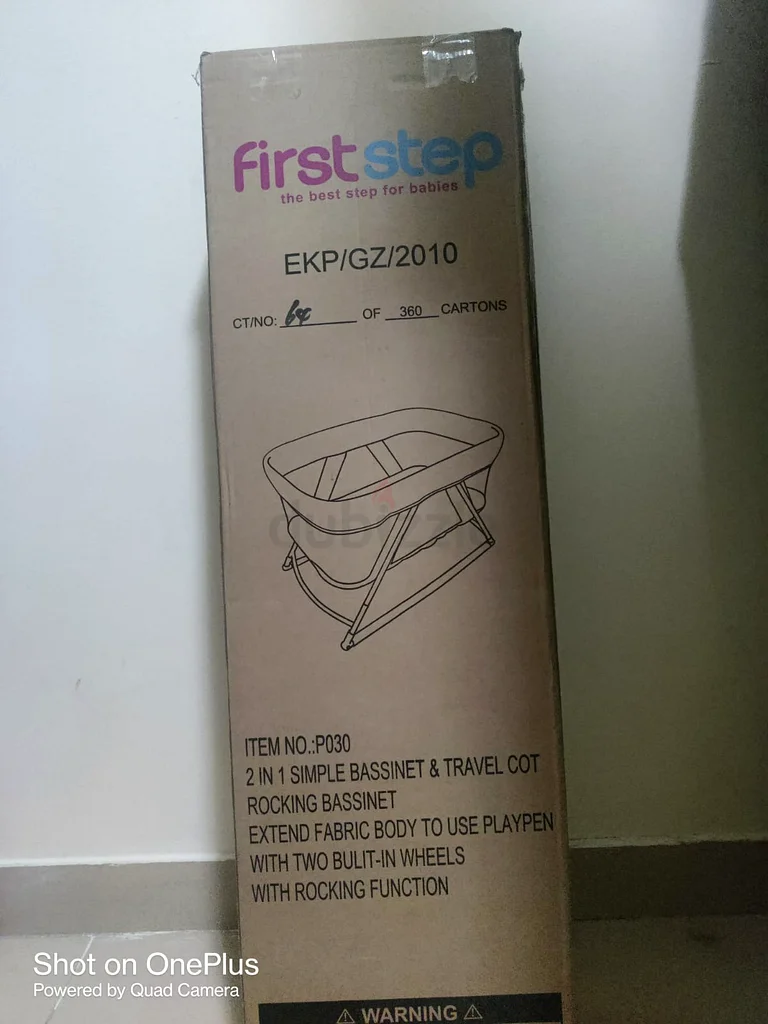 firststep
the best step for babies
EKP/GZ/2010
CT/NO: 64 OF 360 CARTONS
dubizzle
ITEM NO.:P030
2 IN 1 SIMPLE BASSINET & TRAVEL COT
ROCKING BASSINET
EXTEND FABRIC BODY TO USE PLAYPEN
WITH TWO BULIT-IN WHEELS
WITH ROCKING FUNCTION
Shot on OnePlus
Powered by Quad Camera
⚠ WARNING ⚠